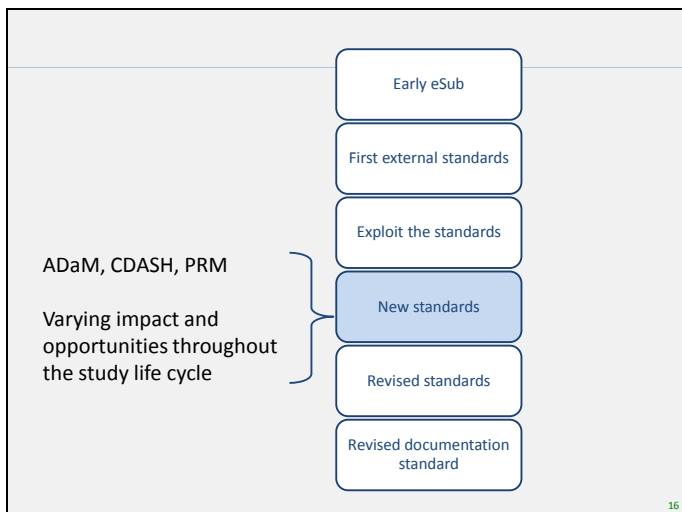 Early eSub
First external standards
Exploit the standards
ADaM, CDASH, PRM
New standards
Varying impact and
opportunities throughout
the study life cycle
Revised standards
Revised documentation
standard
16